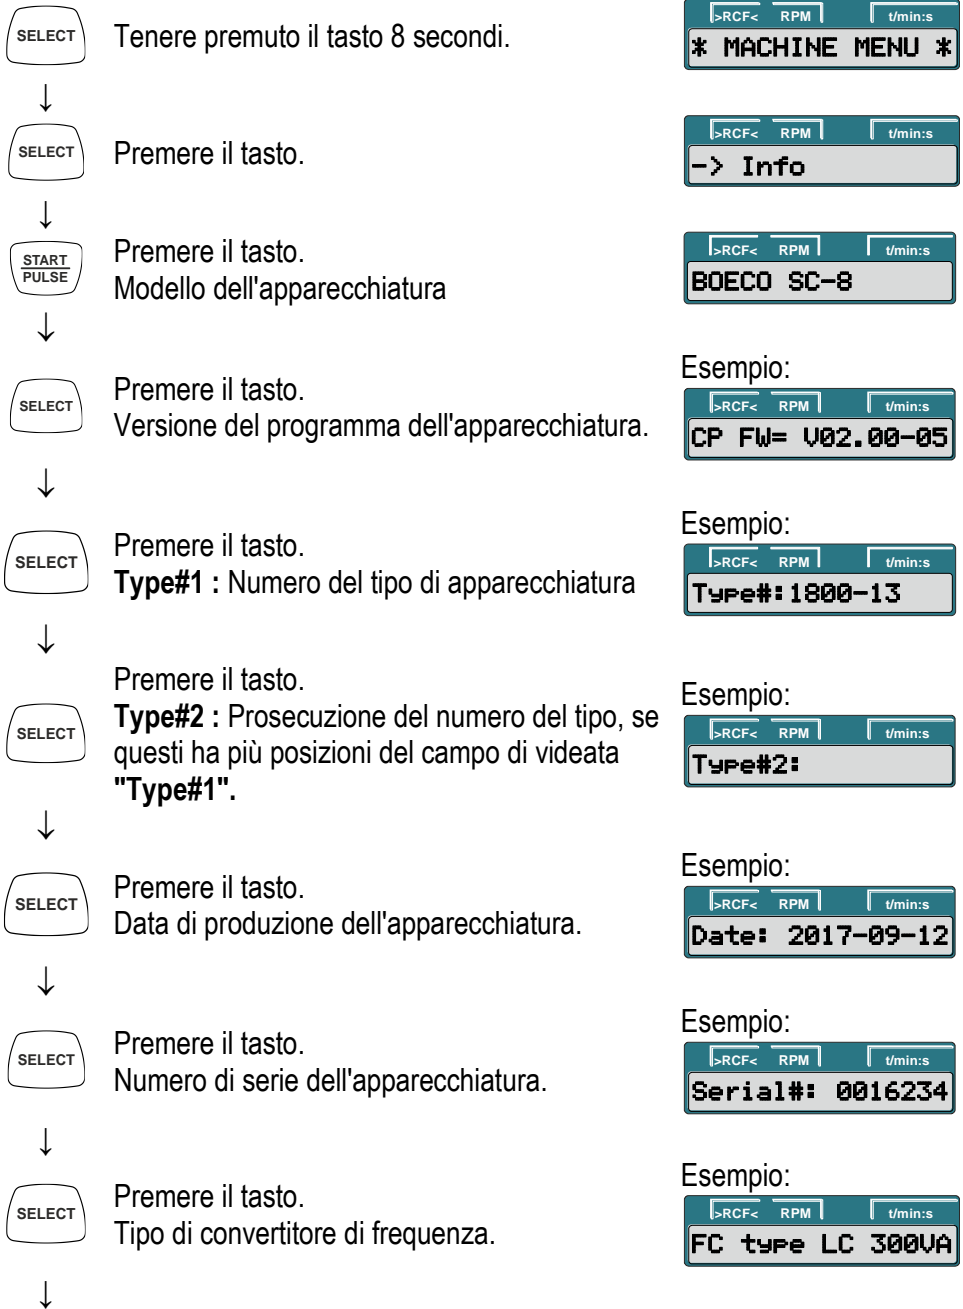 SELECT
Tenere premuto il tasto 8 secondi.
>RCF< RPM t/min:s
* MACHINE MENU *
↓
SELECT
Premere il tasto.
>RCF< RPM t/min:s
-> Info
↓
START
PULSE
Premere il tasto.
Modello dell'apparecchiatura
>RCF< RPM t/min:s
BOECO SC-8
↓
SELECT
Premere il tasto.
Versione del programma dell'apparecchiatura.
Esempio:
>RCF< RPM t/min:s
CP FW= V02.00-05
↓
SELECT
Premere il tasto.
Type#1 : Numero del tipo di apparecchiatura
Esempio:
>RCF< RPM t/min:s
Type#:1800-13
↓
SELECT
Premere il tasto.
Type#2 : Prosecuzione del numero del tipo, se
questi ha più posizioni del campo di videata
"Type#1".
Esempio:
>RCF< RPM t/min:s
Type#2:
↓
SELECT
Premere il tasto.
Data di produzione dell'apparecchiatura.
Esempio:
>RCF< RPM t/min:s
Date: 2017-09-12
↓
SELECT
Premere il tasto.
Numero di serie dell'apparecchiatura.
Esempio:
>RCF< RPM t/min:s
Serial#: 0016234
↓
SELECT
Premere il tasto.
Tipo di convertitore di frequenza.
Esempio:
>RCF< RPM t/min:s
FC type LC 300VA
↓